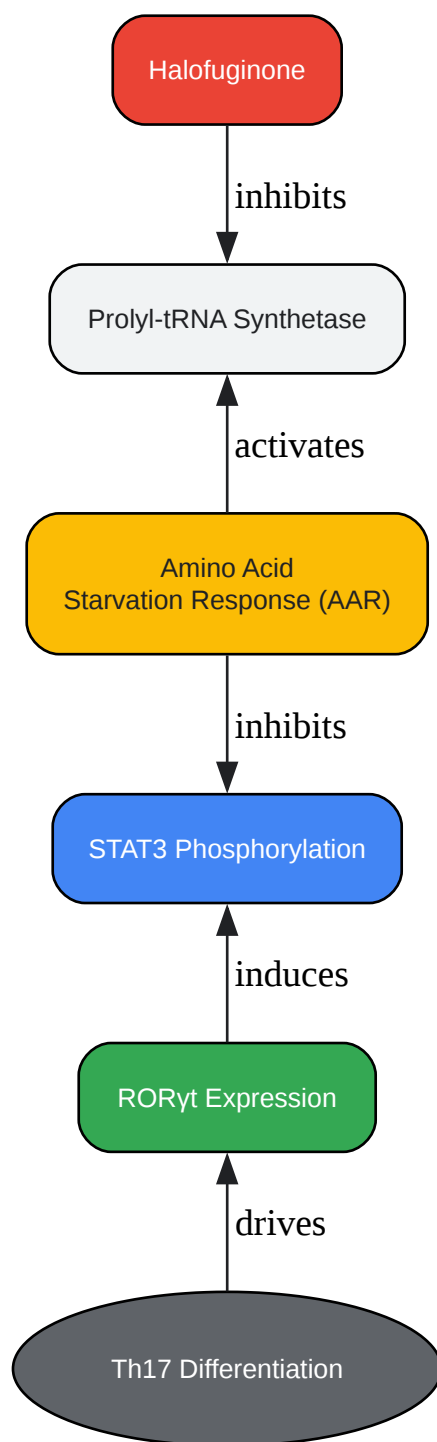 Halofuginone
inhibits
Prolyl-tRNA Synthetase
activates
Amino Acid
Starvation Response (AAR)
inhibits
STAT3 Phosphorylation
induces
RORγt Expression
drives
Th17 Differentiation